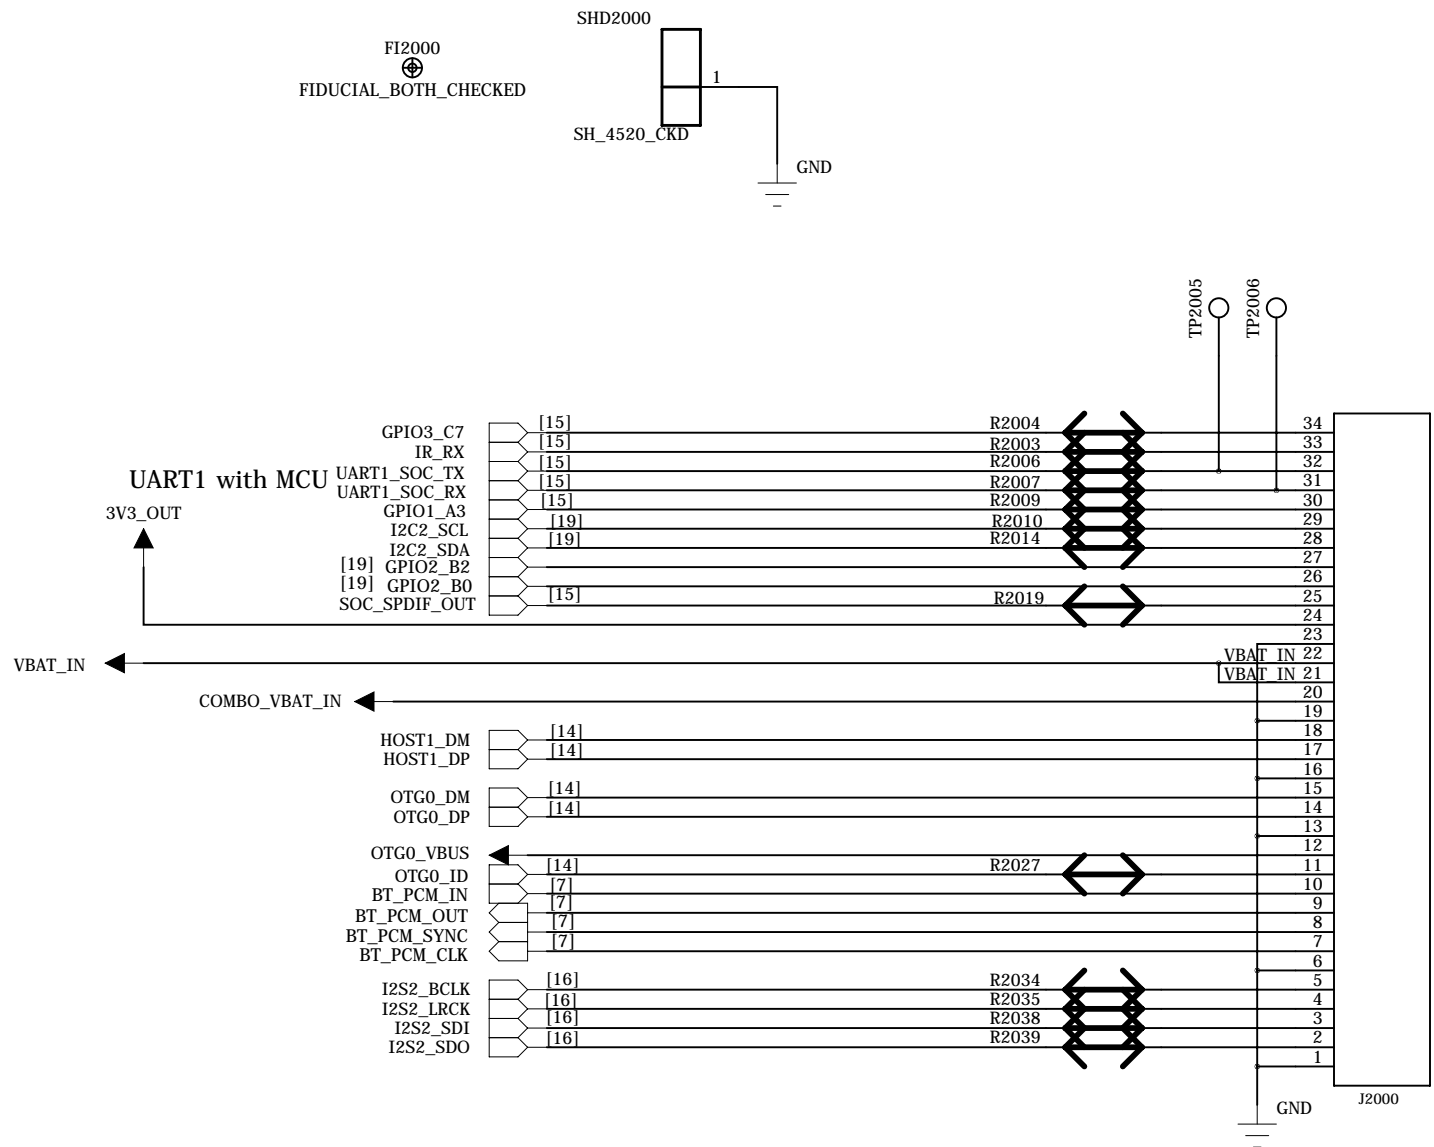 SHD2000
FI2000
FIDUCIAL_BOTH_CHECKED
1
SH_4520_CKD
GND
TP2005
TP2006
GPIO3_C7 [15] R2004 34
IR_RX [15] R2003 33
UART1 with MCU
UART1_SOC_TX [15] R2006 32
UART1_SOC_RX [15] R2007 31
3V3_OUT
GPIO1_A3 [15] R2009 30
I2C2_SCL [19] R2010 29
I2C2_SDA [19] R2014 28
[19] GPIO2_B2 27
[19] GPIO2_B0 26
SOC_SPDIF_OUT [15] R2019 25
24
23
VBAT_IN VBAT_IN 22
VBAT_IN 21
COMBO_VBAT_IN 20
19
HOST1_DM [14] 18
HOST1_DP [14] 17
16
OTG0_DM [14] 15
OTG0_DP [14] 14
13
OTG0_VBUS 12
OTG0_ID [14] R2027 11
BT_PCM_IN [7] 10
BT_PCM_OUT [7] 9
BT_PCM_SYNC [7] 8
BT_PCM_CLK [7] 7
6
I2S2_BCLK [16] R2034 5
I2S2_LRCK [16] R2035 4
I2S2_SDI [16] R2038 3
I2S2_SDO [16] R2039 2
1
J2000
GND